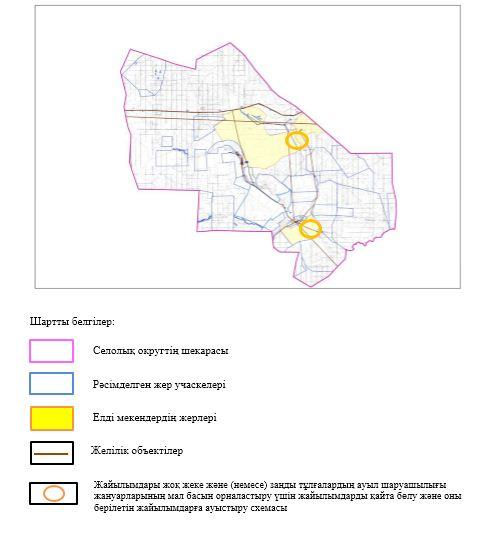 Шартты белгілер:
Селолық округтің шекарасы
Рәсімделген жер учаскелері
Елді мекендердің жерлері
Желілік объектілер
Жайылымдары жоқ жеке және (немесе) заңды тұлғалардың ауыл шаруашылығы
жануарларының мал басын орналастыру үшін жайылымдарды қайта бөлу және оны
берілетін жайылымдарға ауыстыру схемасы